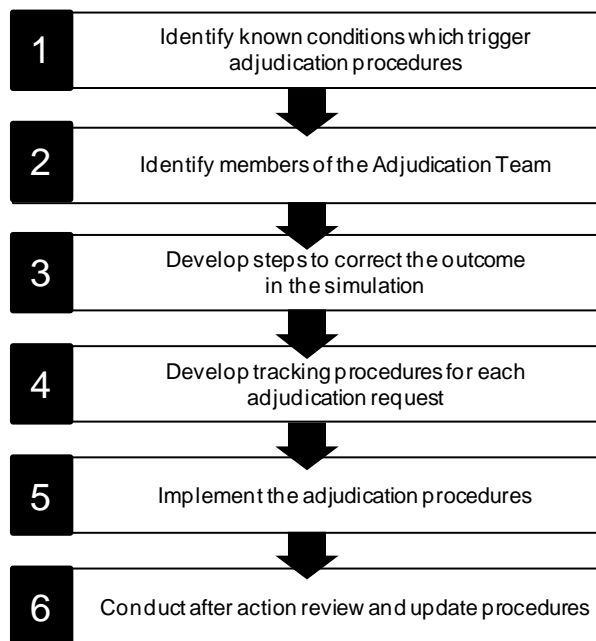 1
Identify known conditions which trigger
adjudication procedures
2
Identify members of the Adjudication Team
3
Develop steps to correct the outcome
in the simulation
4
Develop tracking procedures for each
adjudication request
5
Implement the adjudication procedures
6
Conduct after action review and update procedures